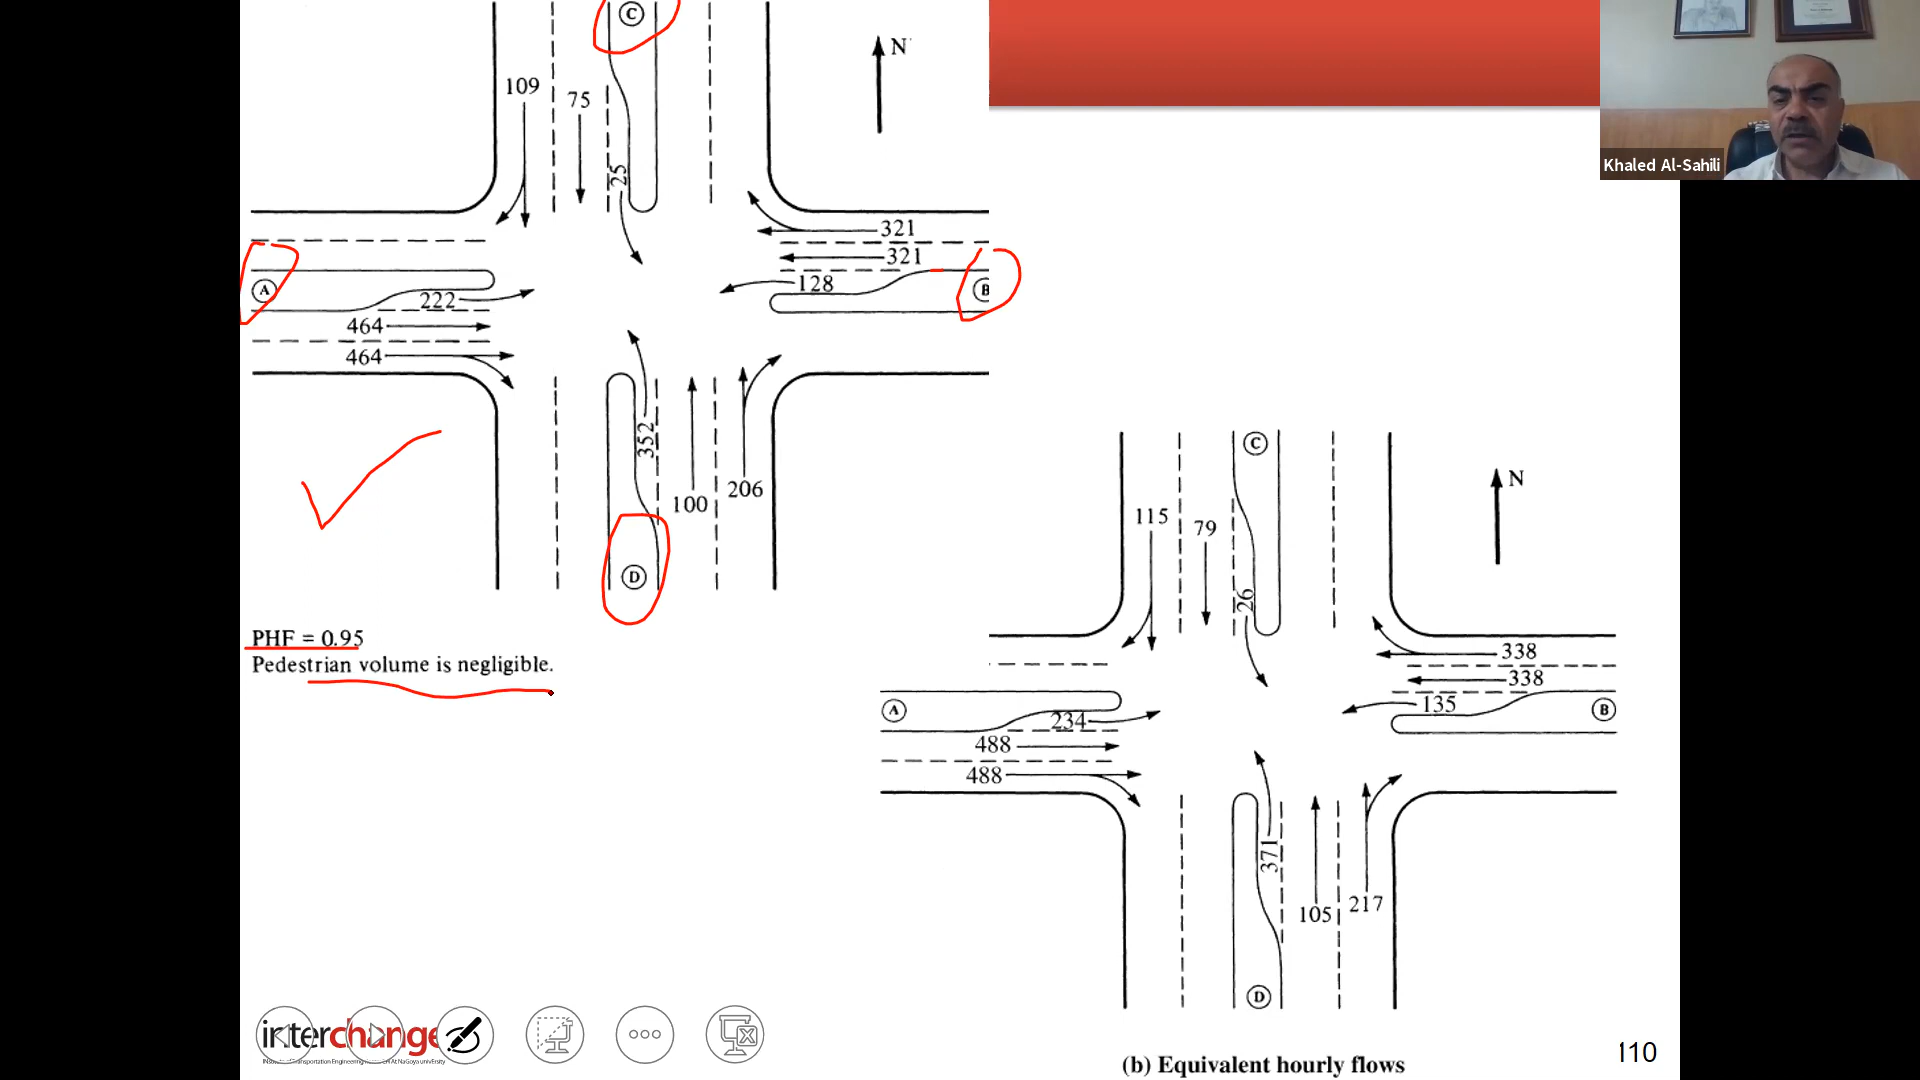 C
N
109
75
25
321
321
128
A
B
222
464
464
352
100
206
D
PHF = 0.95
Pedestrian volume is negligible.
Khaled Al-Sahili
C
N
115
79
26
338
338
135
A
B
234
488
488
371
105
217
D
(b) Equivalent hourly flows
interchange
110